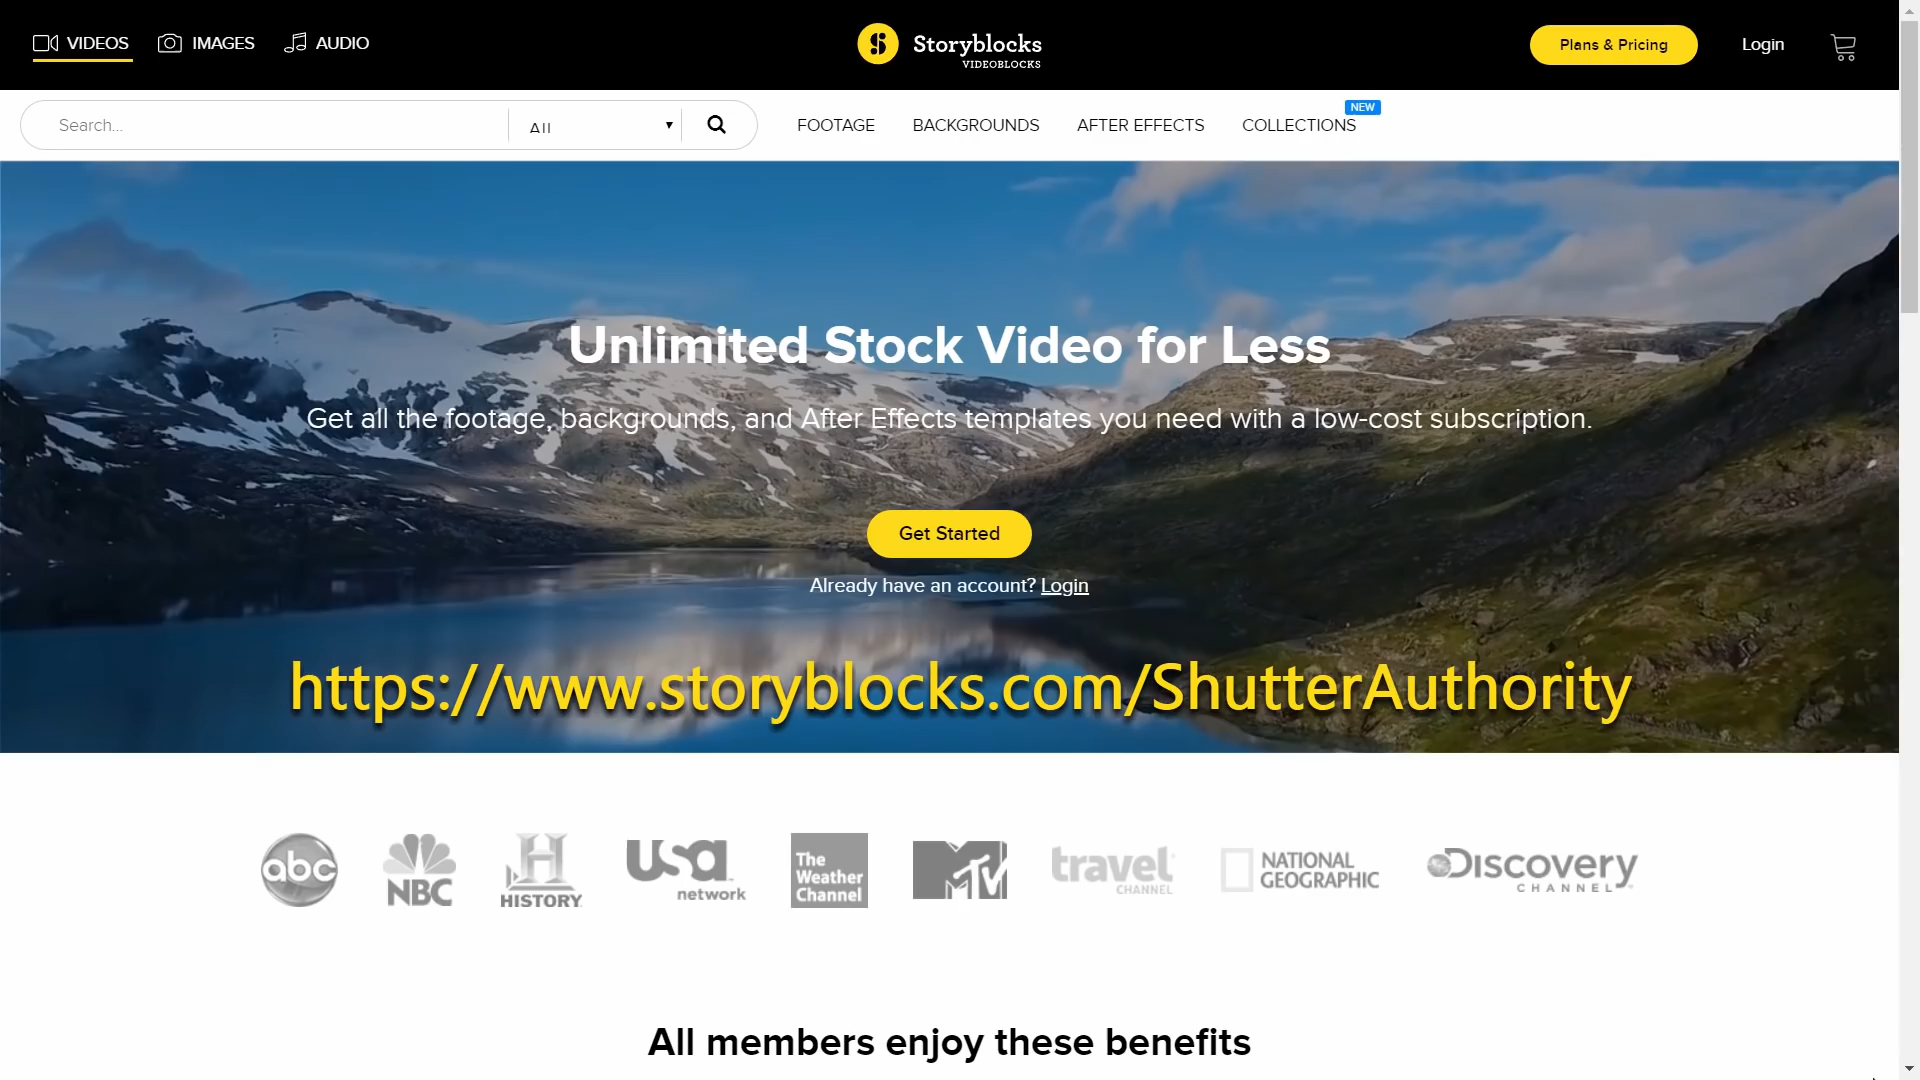 VIDEOS IMAGES AUDIO
Storyblocks
VIDEOBLOCKS
Plans & Pricing Login
Search... All
FOOTAGE BACKGROUNDS AFTER EFFECTS COLLECTIONS NEW
Unlimited Stock Video for Less
Get all the footage, backgrounds, and After Effects templates you need with a low-cost subscription.
Get Started
Already have an account? Login
https://www.storyblocks.com/ShutterAuthority
abc
NBC
H
HISTORY
usa
network
The
Weather
Channel
MTV
travel
CHANNEL
NATIONAL
GEOGRAPHIC
Discovery
CHANNEL
All members enjoy these benefits